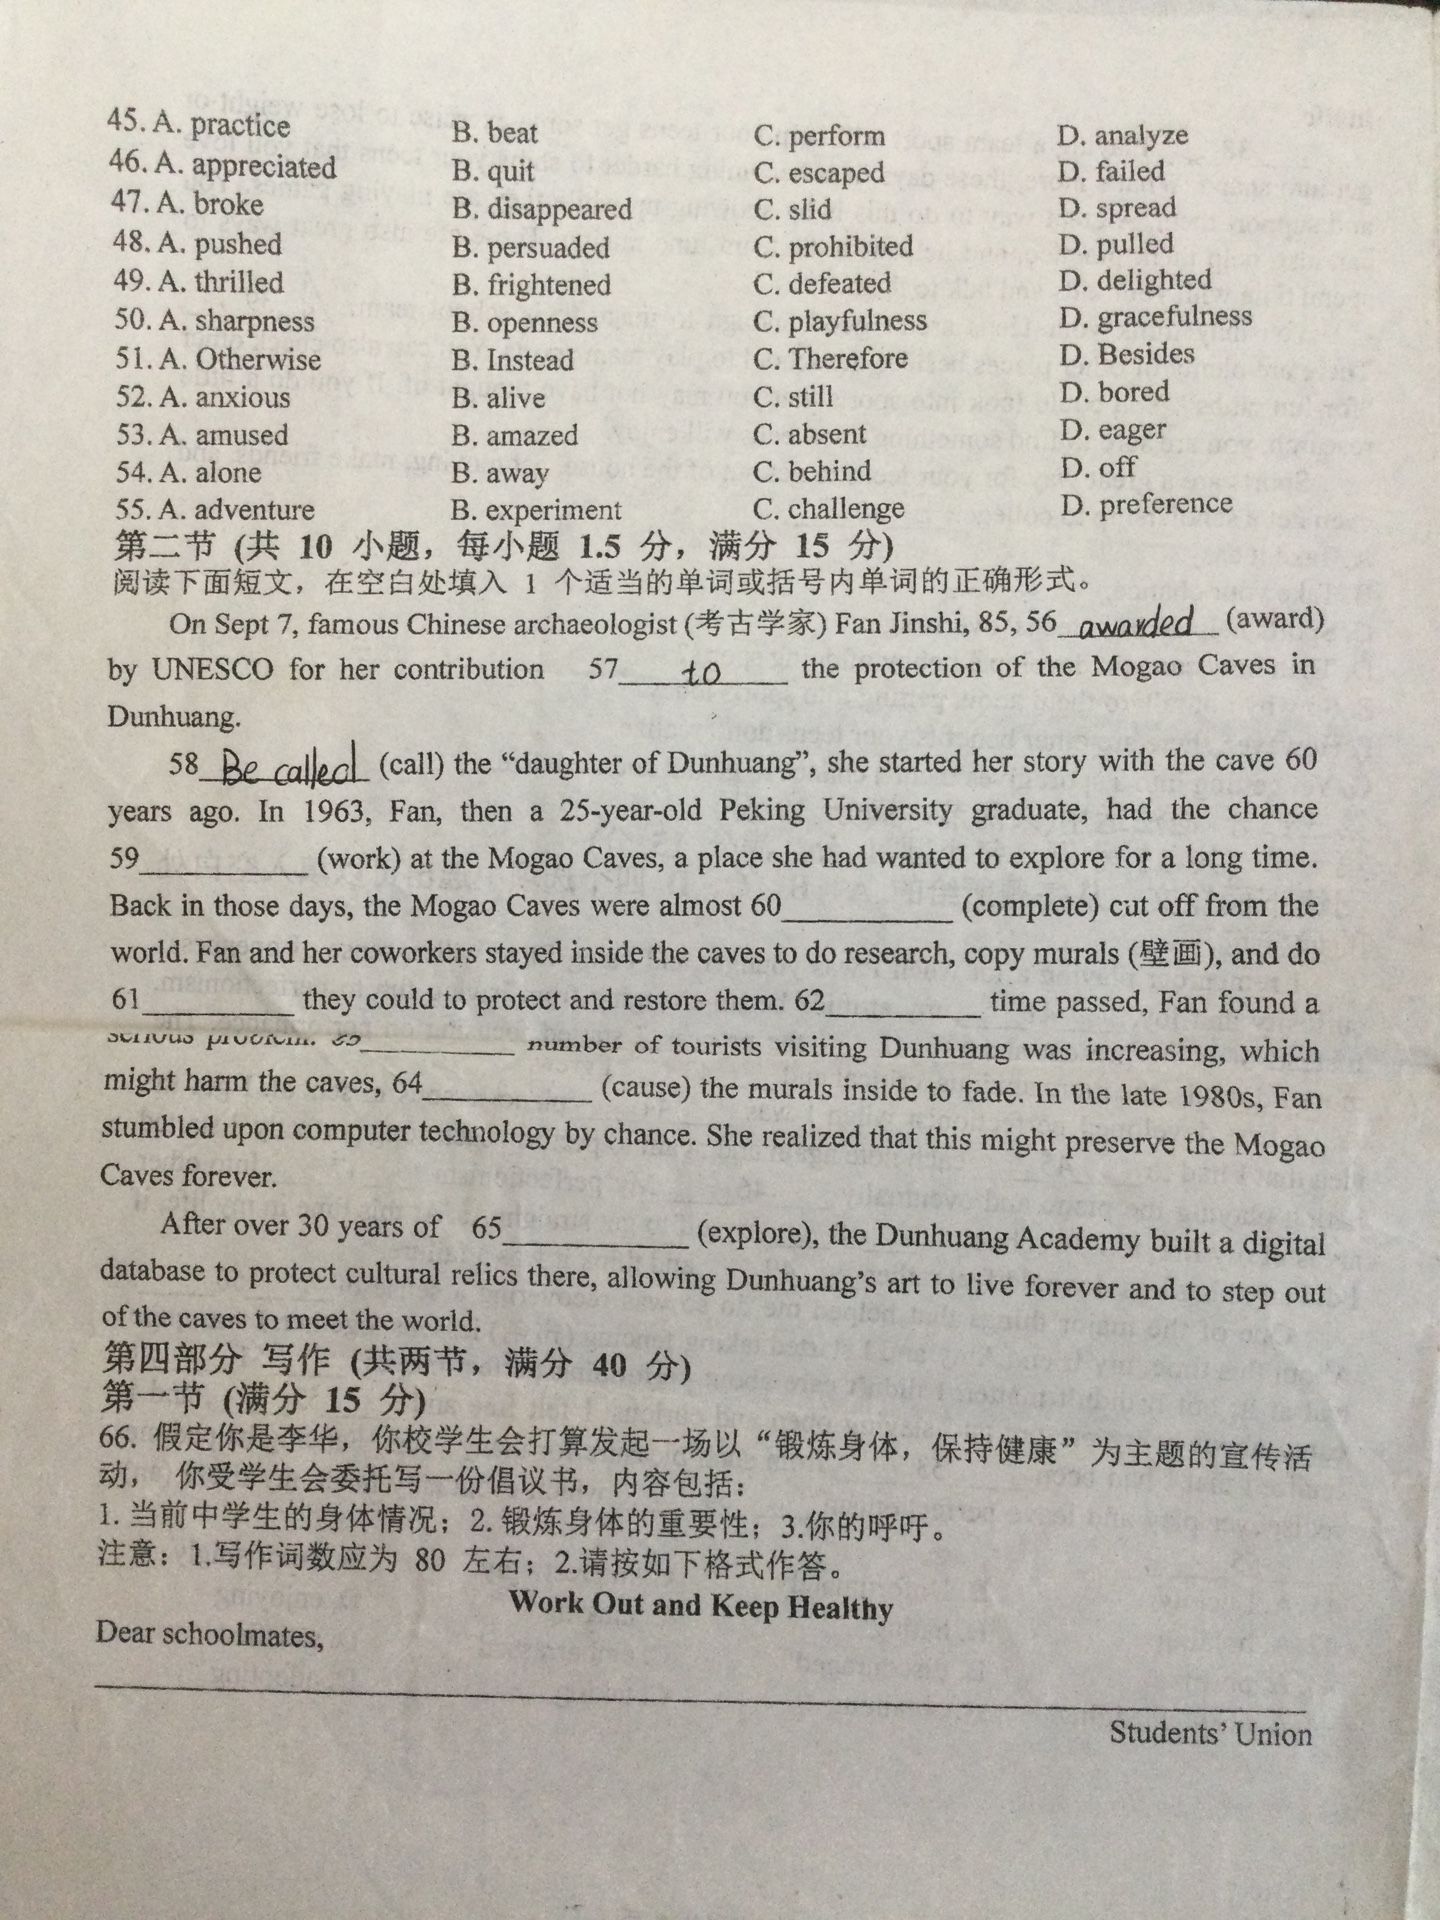 45. A. practice B. beat C. perform D. analyze
46. A. appreciated B. quit C. escaped D. failed
47. A. broke B. disappeared C. slid D. spread
48. A. pushed B. persuaded C. prohibited D. pulled
49. A. thrilled B. frightened C. defeated D. delighted
50. A. sharpness B. openness C. playfulness D. gracefulness
51. A. Otherwise B. Instead C. Therefore D. Besides
52. A. anxious B. alive C. still D. bored
53. A. amused B. amazed C. absent D. eager
54. A. alone B. away C. behind D. off
55. A. adventure B. experiment C. challenge D. preference
第二节 (共 10 小题，每小题 1.5 分，满分 15 分)
阅读下面短文，在空白处填入 1 个适当的单词或括号内单词的正确形式。
On Sept 7, famous Chinese archaeologist (考古学家) Fan Jinshi, 85, 56 awarded (award)
by UNESCO for her contribution 57 to the protection of the Mogao Caves in
Dunhuang.
58 Be called (call) the “daughter of Dunhuang”, she started her story with the cave 60
years ago. In 1963, Fan, then a 25-year-old Peking University graduate, had the chance
59__________ (work) at the Mogao Caves, a place she had wanted to explore for a long time.
Back in those days, the Mogao Caves were almost 60__________ (complete) cut off from the
world. Fan and her coworkers stayed inside the caves to do research, copy murals (壁画), and do
61__________ they could to protect and restore them. 62__________ time passed, Fan found a
serious problem. 63__________ number of tourists visiting Dunhuang was increasing, which
might harm the caves, 64__________ (cause) the murals inside to fade. In the late 1980s, Fan
stumbled upon computer technology by chance. She realized that this might preserve the Mogao
Caves forever.
After over 30 years of 65__________ (explore), the Dunhuang Academy built a digital
database to protect cultural relics there, allowing Dunhuang’s art to live forever and to step out
of the caves to meet the world.
第四部分 写作 (共两节，满分 40 分)
第一节 (满分 15 分)
66. 假定你是李华，你校学生会打算发起一场以“锻炼身体，保持健康”为主题的宣传活
动， 你受学生会委托写一份倡议书，内容包括：
1. 当前中学生的身体情况；2. 锻炼身体的重要性；3.你的呼吁。
注意：1.写作词数应为 80 左右；2.请按如下格式作答。
Work Out and Keep Healthy
Dear schoolmates,
Students’ Union